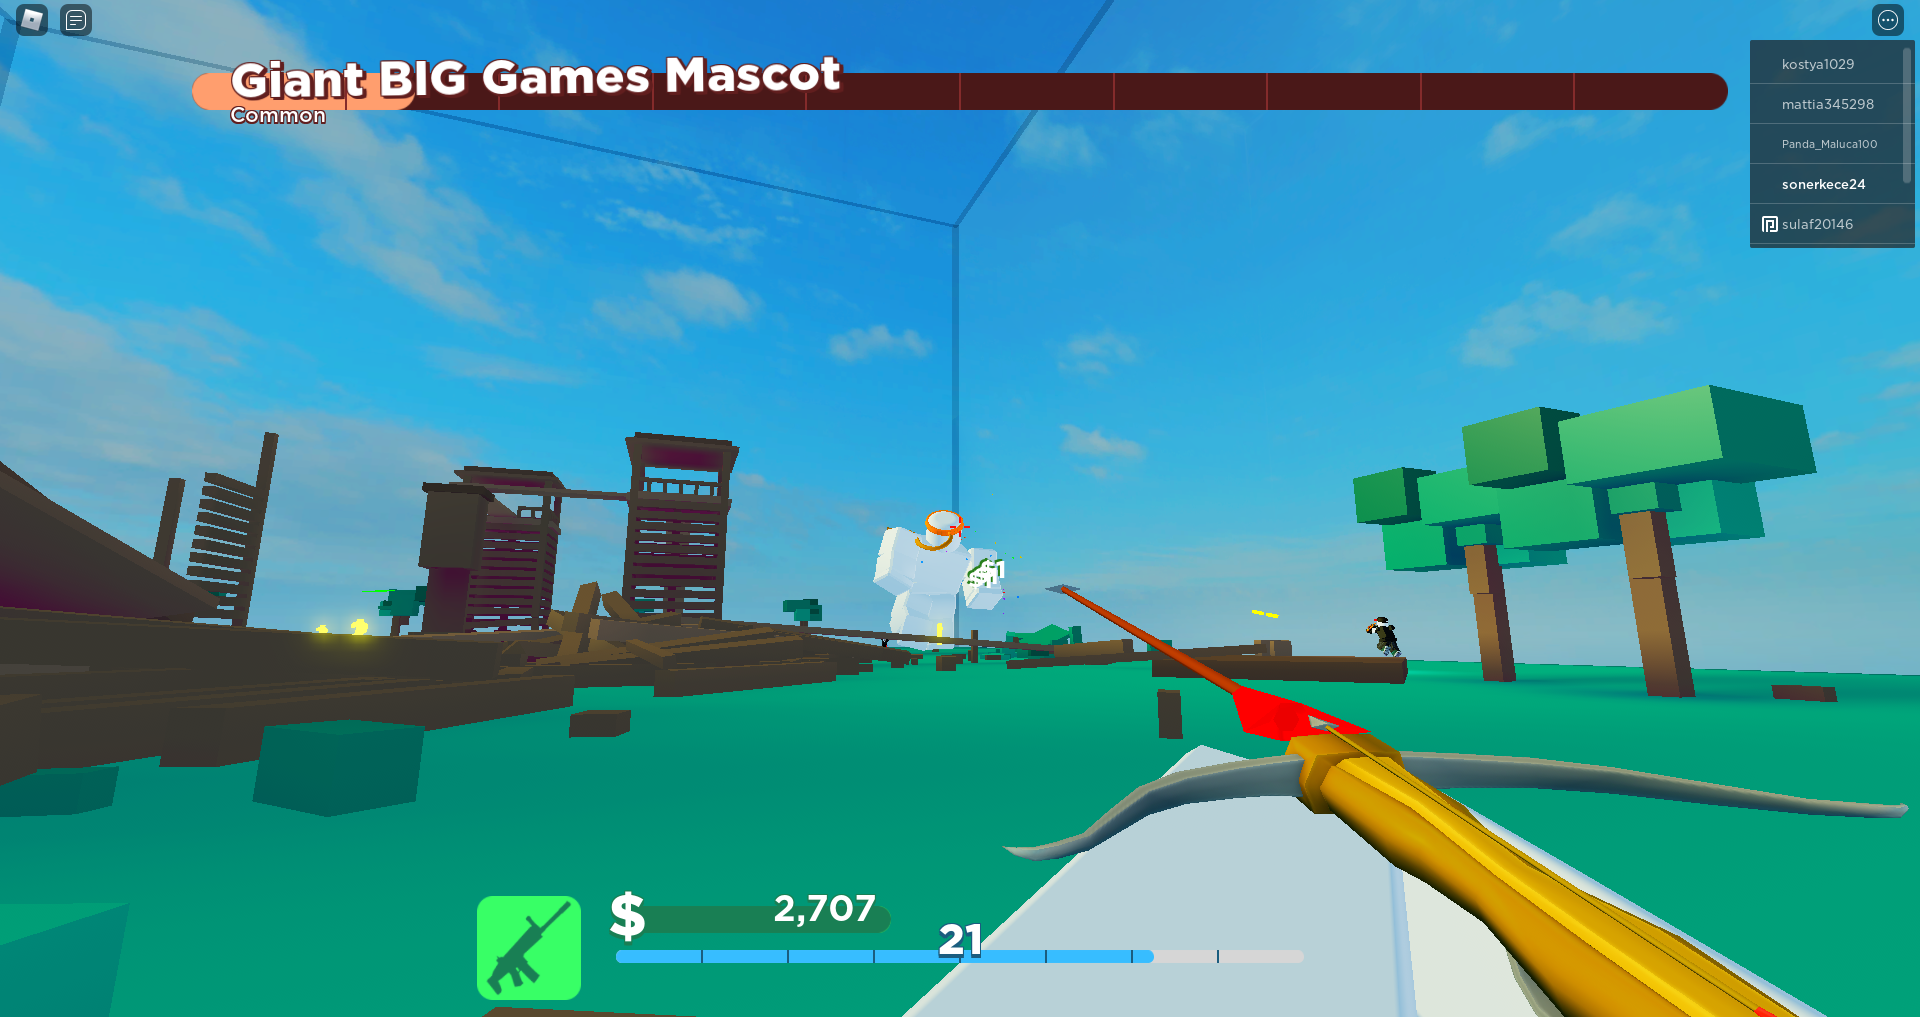 Giant BIG Games Mascot
Common
kostya1029
mattia345298
Panda_Maluca100
sonerkece24
sulaf20146
$ 2,707
21